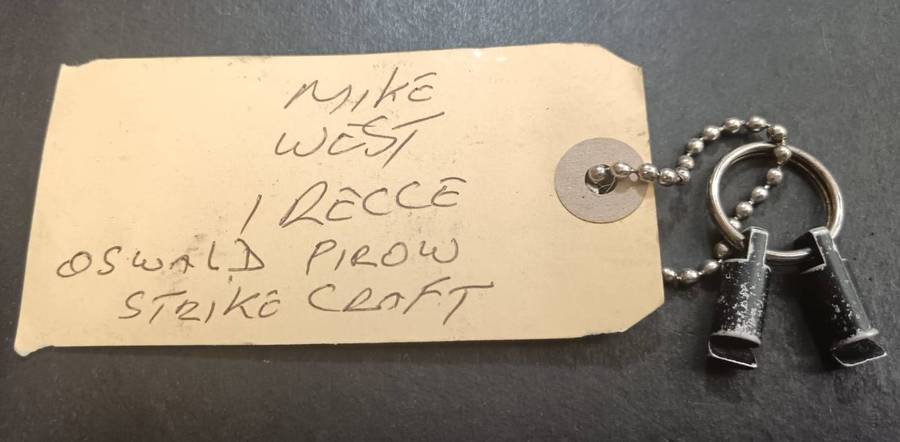 MIKE
WEST
1 RECCE
OSWALD PIROW
STRIKE CRAFT